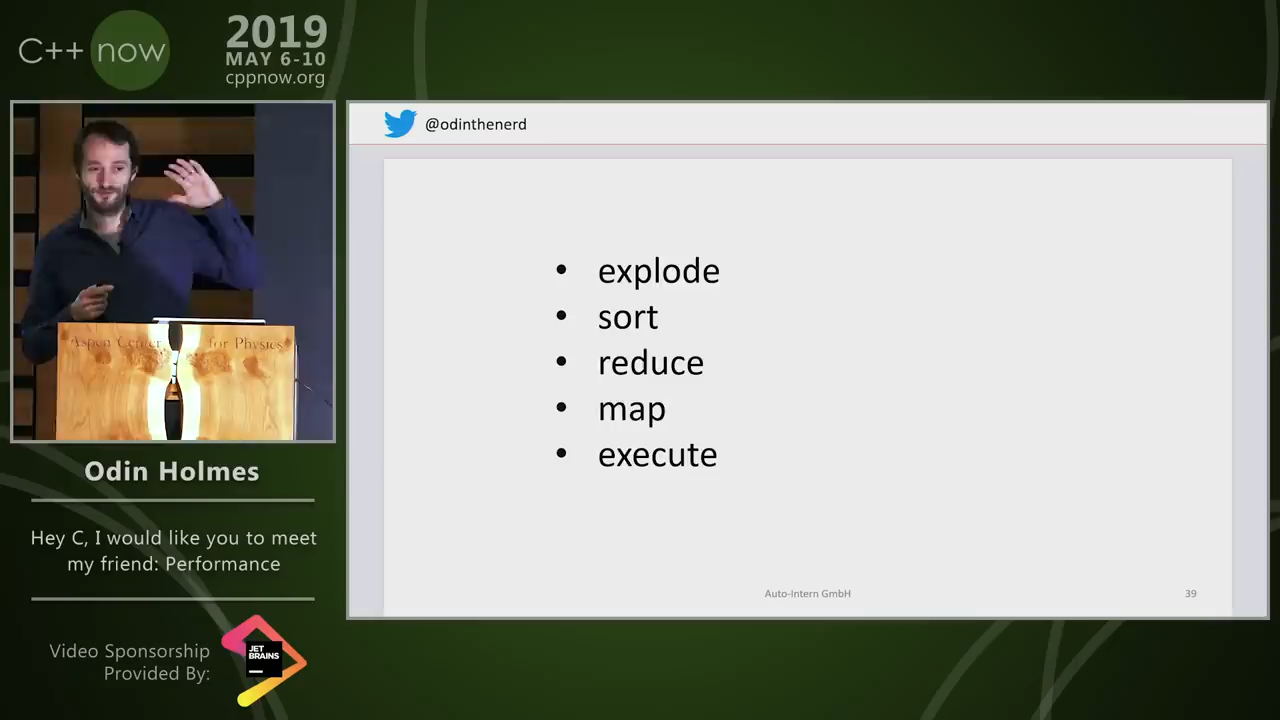 C++ now
2019
MAY 6-10
cppnow.org
@odinthenerd
• explode
• sort
• reduce
• map
• execute
Auto-Intern GmbH
39
Aspen Center for Physics
Odin Holmes
Hey C, I would like you to meet
my friend: Performance
Video Sponsorship
Provided By:
JET
BRAINS